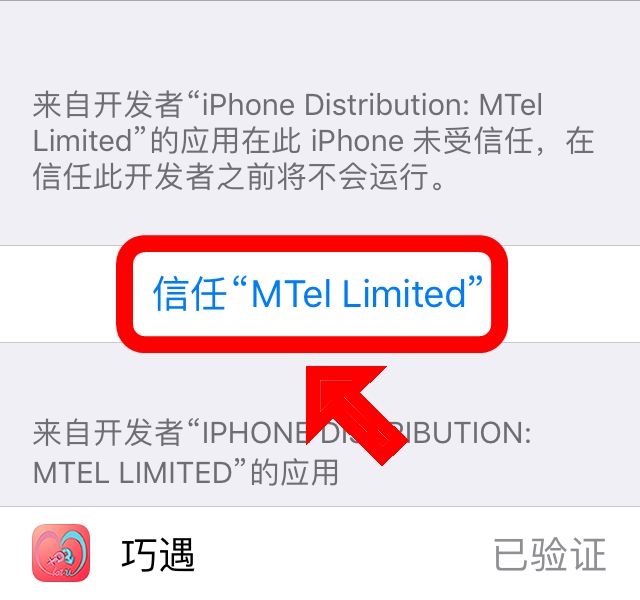 来自开发者“iPhone Distribution: MTel
Limited”的应用在此 iPhone 未受信任，在
信任此开发者之前将不会运行。
信任“MTel Limited”
来自开发者“IPHONE DISTRIBUTION:
MTEL LIMITED”的应用
巧遇
已验证